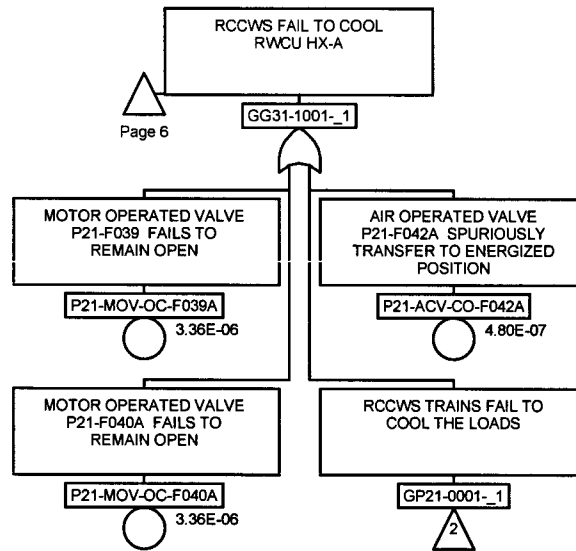 RCCWS FAIL TO COOL
RWCU HX-A
Page 6
GG31-1001-_1
MOTOR OPERATED VALVE
P21-F039 FAILS TO
REMAIN OPEN
P21-MOV-OC-F039A
3.36E-06
AIR OPERATED VALVE
P21-F042A SPURIOUSLY
TRANSFER TO ENERGIZED
POSITION
P21-ACV-CO-F042A
4.80E-07
MOTOR OPERATED VALVE
P21-F040A FAILS TO
REMAIN OPEN
P21-MOV-OC-F040A
3.36E-06
RCCWS TRAINS FAIL TO
COOL THE LOADS
GP21-0001-_1
2